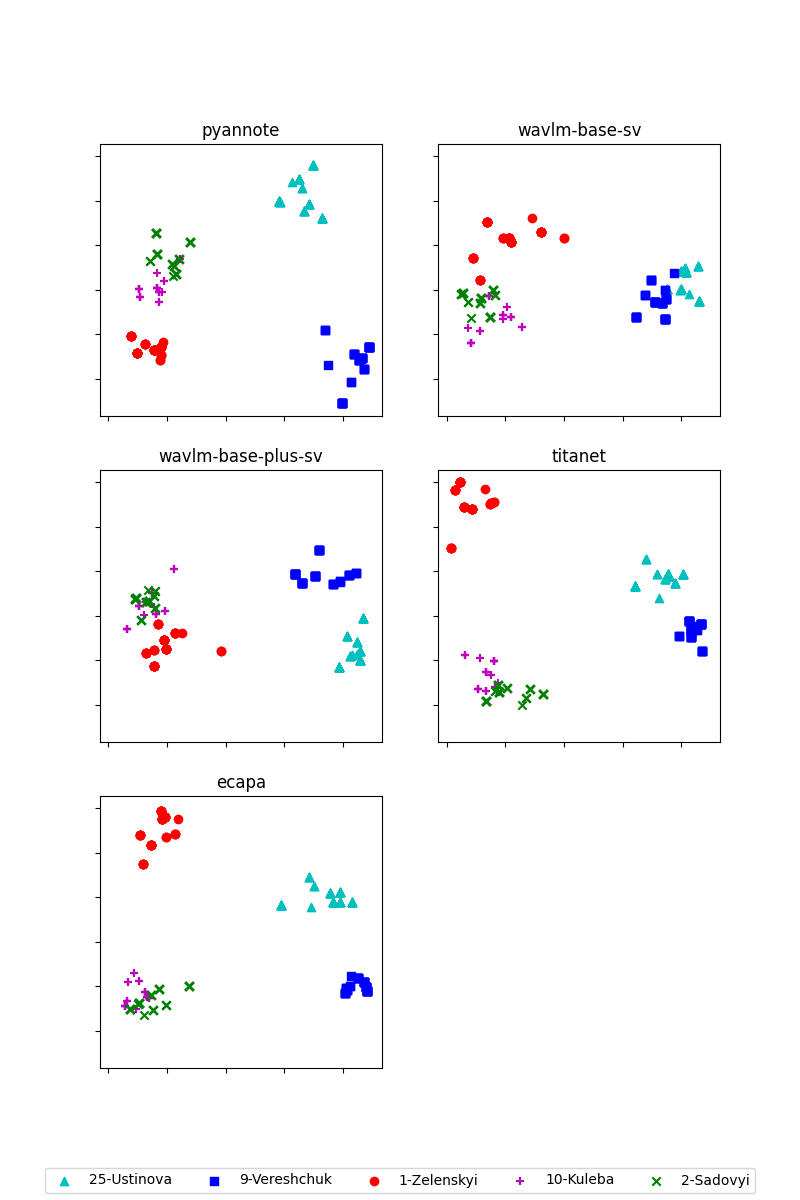 pyannote
wavlm-base-sv
wavlm-base-plus-sv
titanet
ecapa
25-Ustinova 9-Vereshchuk 1-Zelenskyi 10-Kuleba 2-Sadovyi